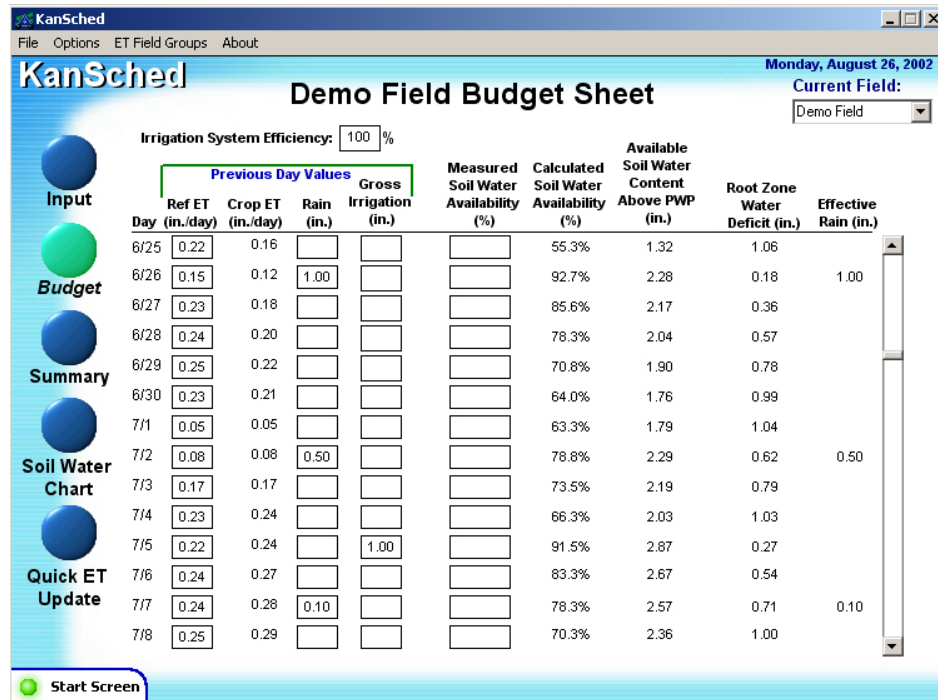 KanSched
File Options ET Field Groups About
KanSched
Monday, August 26, 2002
Demo Field Budget Sheet
Current Field:
Demo Field
Irrigation System Efficiency: 100 %
Previous Day Values
Day
Ref ET (in./day)
Crop ET (in./day)
Rain (in.)
Gross Irrigation (in.)
Measured Soil Water Availability (%)
Calculated Soil Water Availability (%)
Available Soil Water Content Above PWP (in.)
Root Zone Water Deficit (in.)
Effective Rain (in.)
6/25 0.22 0.16 55.3% 1.32 1.06
6/26 0.15 0.12 1.00 92.7% 2.28 0.18 1.00
6/27 0.23 0.18 85.6% 2.17 0.36
6/28 0.24 0.20 78.3% 2.04 0.57
6/29 0.25 0.22 70.8% 1.90 0.78
6/30 0.23 0.21 64.0% 1.76 0.99
7/1 0.05 0.05 63.3% 1.79 1.04
7/2 0.08 0.08 0.50 78.8% 2.29 0.62 0.50
7/3 0.17 0.17 73.5% 2.19 0.79
7/4 0.23 0.24 66.3% 2.03 1.03
7/5 0.22 0.24 1.00 91.5% 2.87 0.27
7/6 0.24 0.27 83.3% 2.67 0.54
7/7 0.24 0.28 0.10 78.3% 2.57 0.71 0.10
7/8 0.25 0.29 70.3% 2.36 1.00
Input
Budget
Summary
Soil Water
Chart
Quick ET
Update
Start Screen